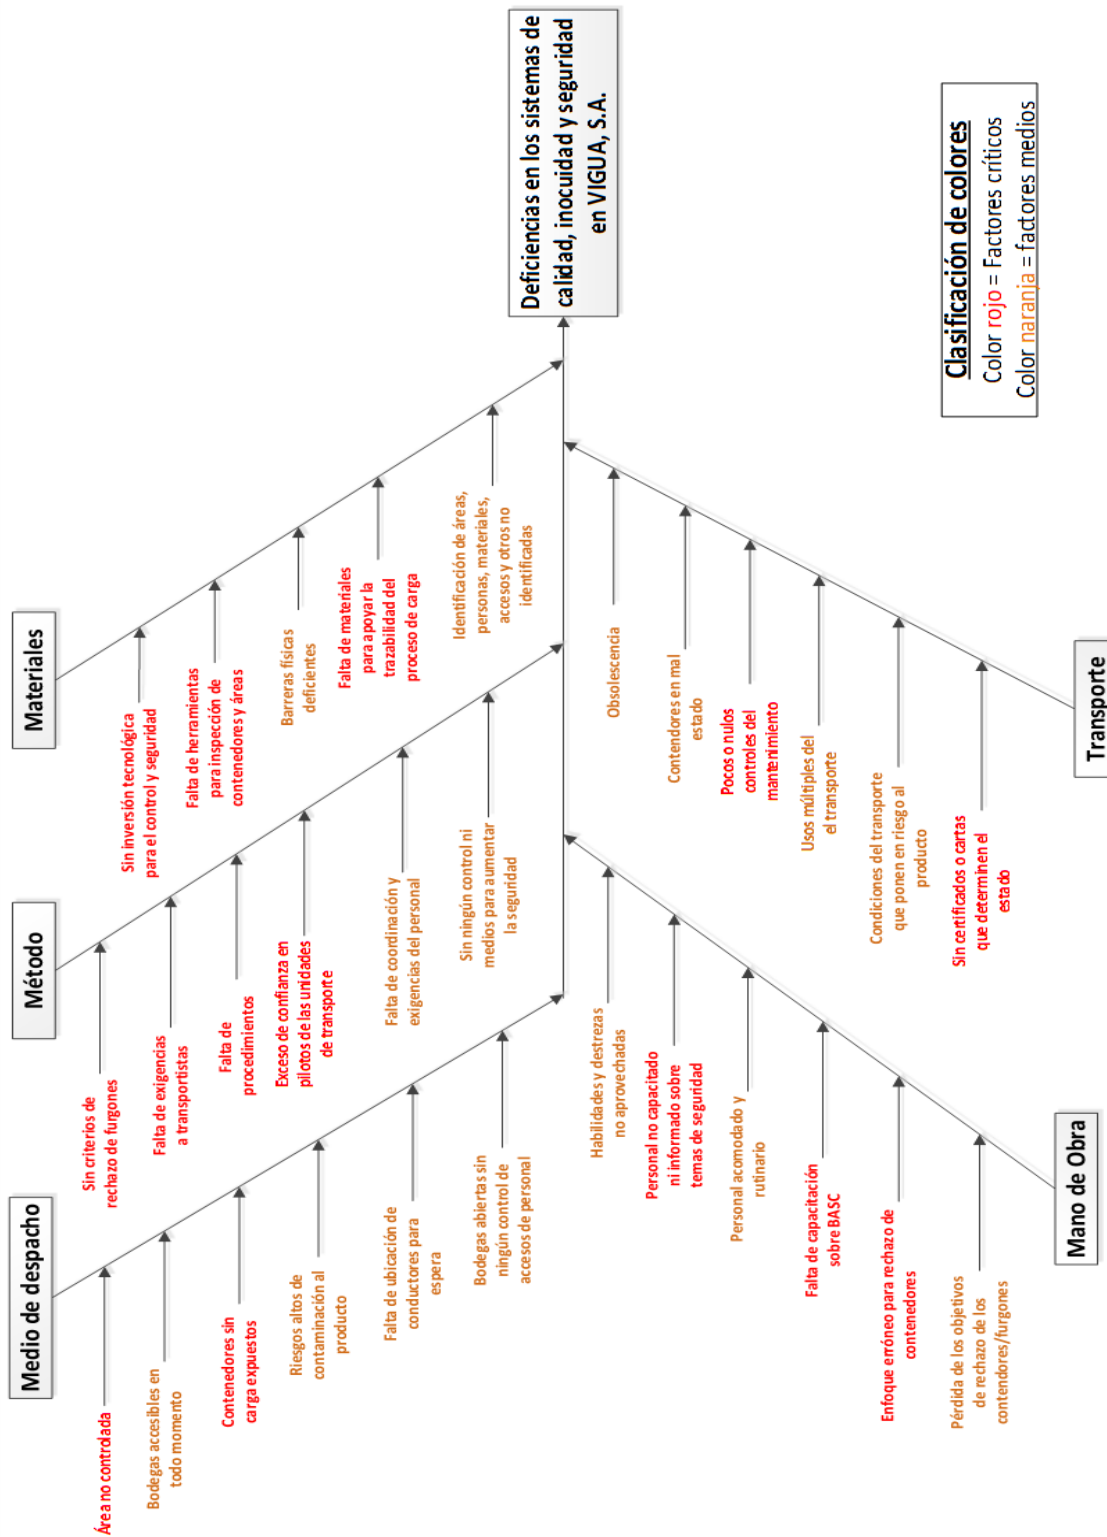 Medio de despacho
Área no controlada
Bodegas accesibles en
todo momento
Contenedores sin
carga expuestos
Riesgos altos de
contaminación al
producto
Falta de ubicación de
conductores para
espera
Bodegas abiertas sin
ningún control de
accesos de personal
Método
Sin criterios de
rechazo de furgones
Falta de exigencias
a transportistas
Falta de
procedimientos
Exceso de confianza en
pilotos de las unidades
de transporte
Falta de coordinación y
exigencias del personal
Sin ningún control ni
medios para aumentar
la seguridad
Materiales
Sin inversión tecnológica
para el control y seguridad
Falta de herramientas
para inspección de
contenedores y áreas
Barreras físicas
deficientes
Falta de materiales
para apoyar la
trazabilidad del
proceso de carga
Identificación de áreas,
personas, materiales,
accesos y otros no
identificadas
Deficiencias en los sistemas de
calidad, inocuidad y seguridad
en VIGUA, S.A.
Habilidades y destrezas
no aprovechadas
Personal no capacitado
ni informado sobre
temas de seguridad
Personal acomodado y
rutinario
Falta de capacitación
sobre BASC
Enfoque erróneo para rechazo de
contenedores
Pérdida de los objetivos
de rechazo de los
contendores/furgones
Mano de Obra
Obsolescencia
Contendores en mal
estado
Pocos o nulos
controles del
mantenimiento
Usos múltiples del
el transporte
Condiciones del transporte
que ponen en riesgo al
producto
Sin certificados o cartas
que determinen el
estado
Transporte
Clasificación de colores
Color rojo = Factores críticos
Color naranja = factores medios